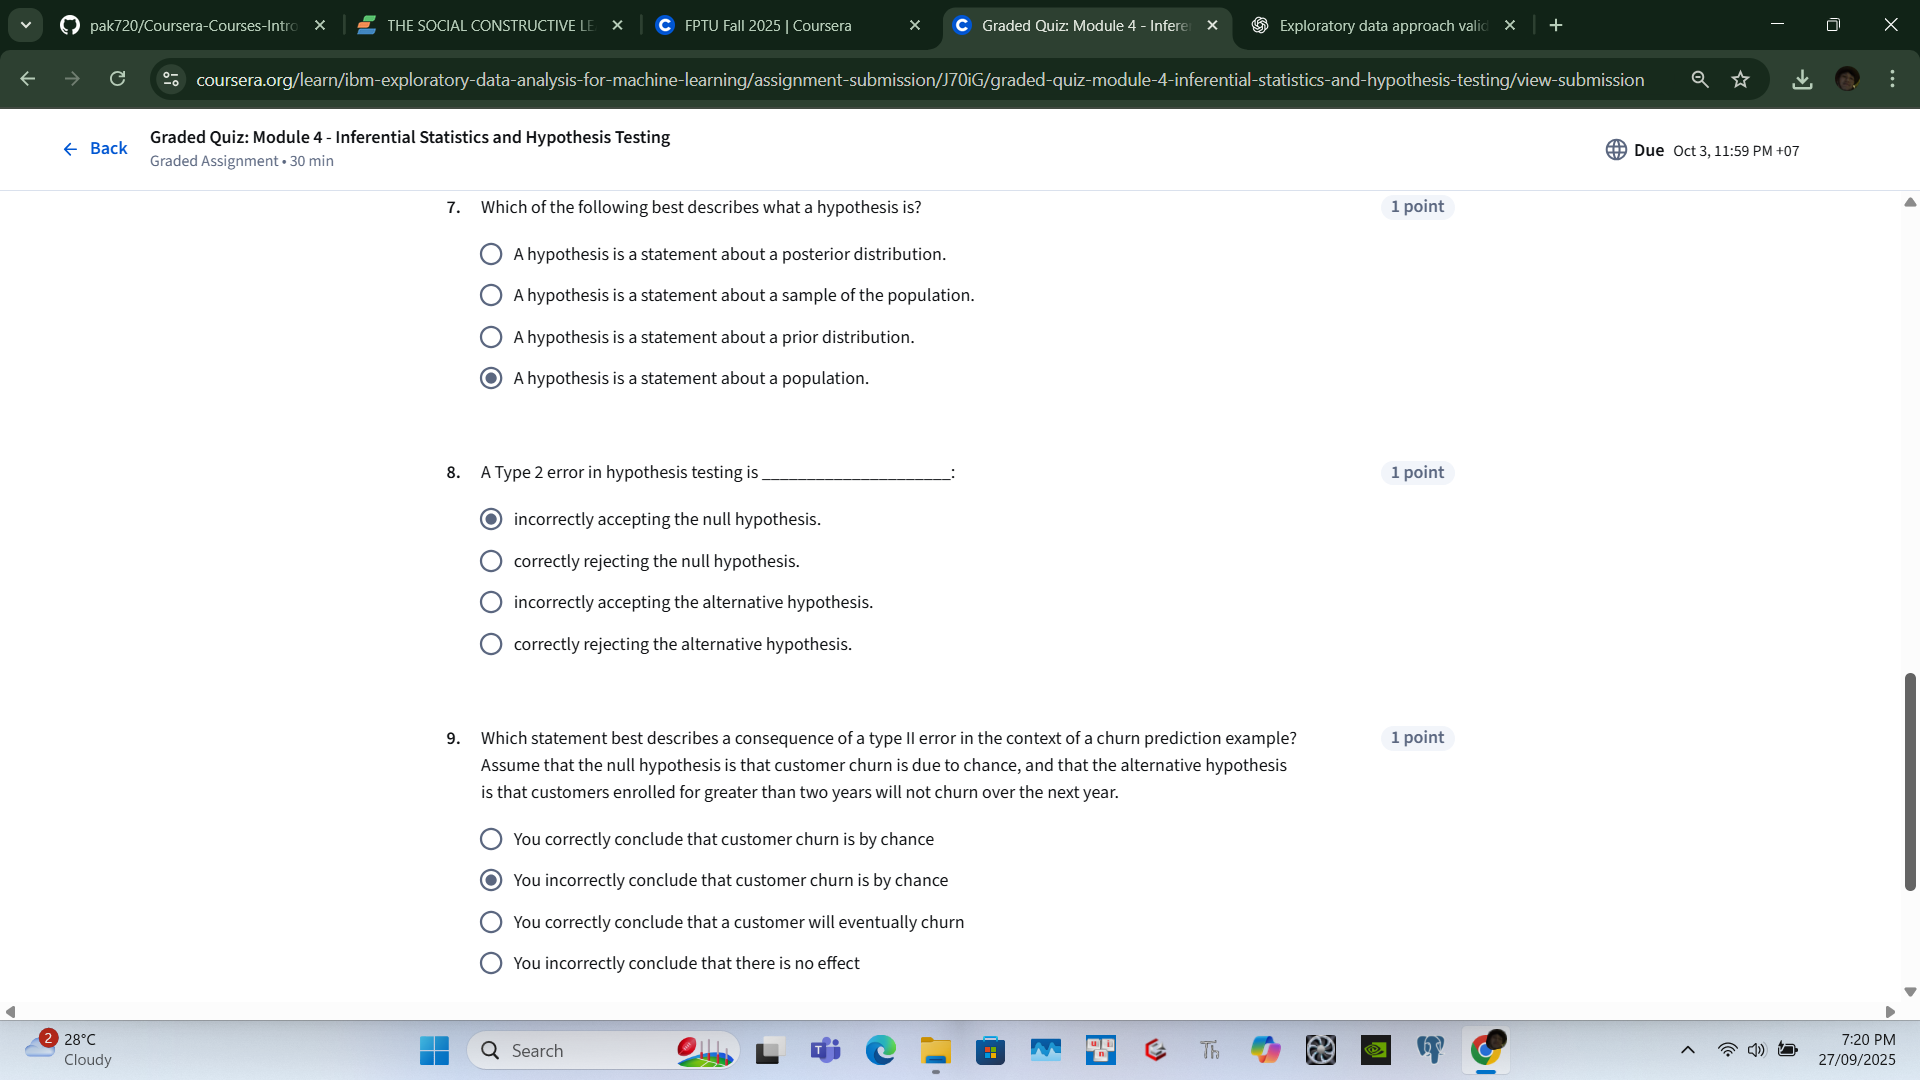 pak720/Coursera-Courses-Intro
THE SOCIAL CONSTRUCTIVE LE
FPTU Fall 2025 | Coursera
Graded Quiz: Module 4 - Infere
Exploratory data approach valid
coursera.org/learn/ibm-exploratory-data-analysis-for-machine-learning/assignment-submission/J70iG/graded-quiz-module-4-inferential-statistics-and-hypothesis-testing/view-submission
Back
Graded Quiz: Module 4 - Inferential Statistics and Hypothesis Testing
Graded Assignment • 30 min
Due Oct 3, 11:59 PM +07
7. Which of the following best describes what a hypothesis is? 1 point
A hypothesis is a statement about a posterior distribution.
A hypothesis is a statement about a sample of the population.
A hypothesis is a statement about a prior distribution.
A hypothesis is a statement about a population.
8. A Type 2 error in hypothesis testing is _____________________: 1 point
incorrectly accepting the null hypothesis.
correctly rejecting the null hypothesis.
incorrectly accepting the alternative hypothesis.
correctly rejecting the alternative hypothesis.
9. Which statement best describes a consequence of a type II error in the context of a churn prediction example? 1 point
Assume that the null hypothesis is that customer churn is due to chance, and that the alternative hypothesis
is that customers enrolled for greater than two years will not churn over the next year.
You correctly conclude that customer churn is by chance
You incorrectly conclude that customer churn is by chance
You correctly conclude that a customer will eventually churn
You incorrectly conclude that there is no effect
2
28°C
Cloudy
Search
Th
7:20 PM
27/09/2025